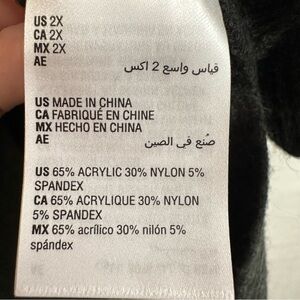 US 2X
CA 2X
MX 2X
AE
قياس واسع 2 اكس
US MADE IN CHINA
CA FABRIQUÉ EN CHINE
MX HECHO EN CHINA
AE
صُنع في الصين
US 65% ACRYLIC 30% NYLON 5%
SPANDEX
CA 65% ACRYLIQUE 30% NYLON
5% SPANDEX
MX 65% acrílico 30% nilón 5%
spándex